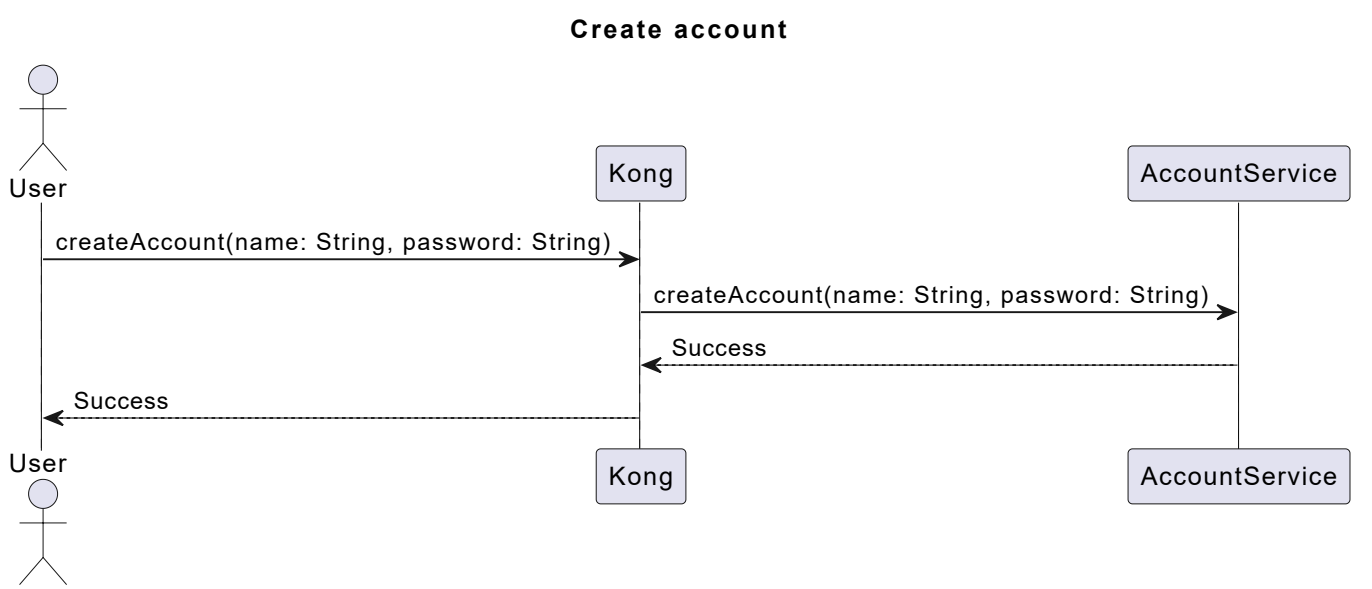 Create account
User
Kong
AccountService
createAccount(name: String, password: String)
createAccount(name: String, password: String)
Success
Success
User
Kong
AccountService